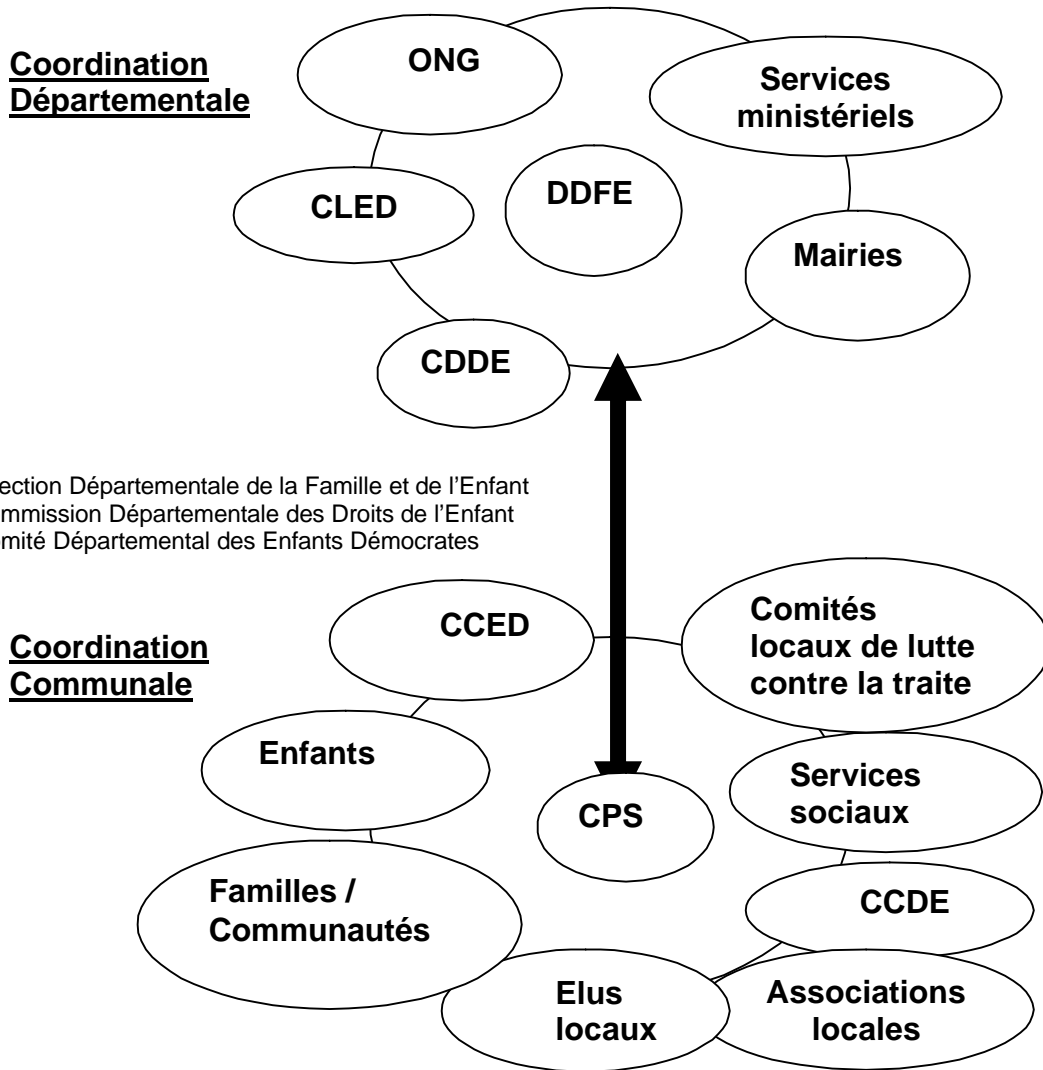 Coordination
Départementale
ONG
Services
ministériels
CLED
DDFE
Mairies
CDDE
ection Départementale de la Famille et de l'Enfant
mmission Départementale des Droits de l'Enfant
mité Départemental des Enfants Démocrates
Coordination
Communale
CCED
Comités
locaux de lutte
contre la traite
Enfants
Services
sociaux
CPS
Familles /
Communautés
CCDE
Elus
locaux
Associations
locales